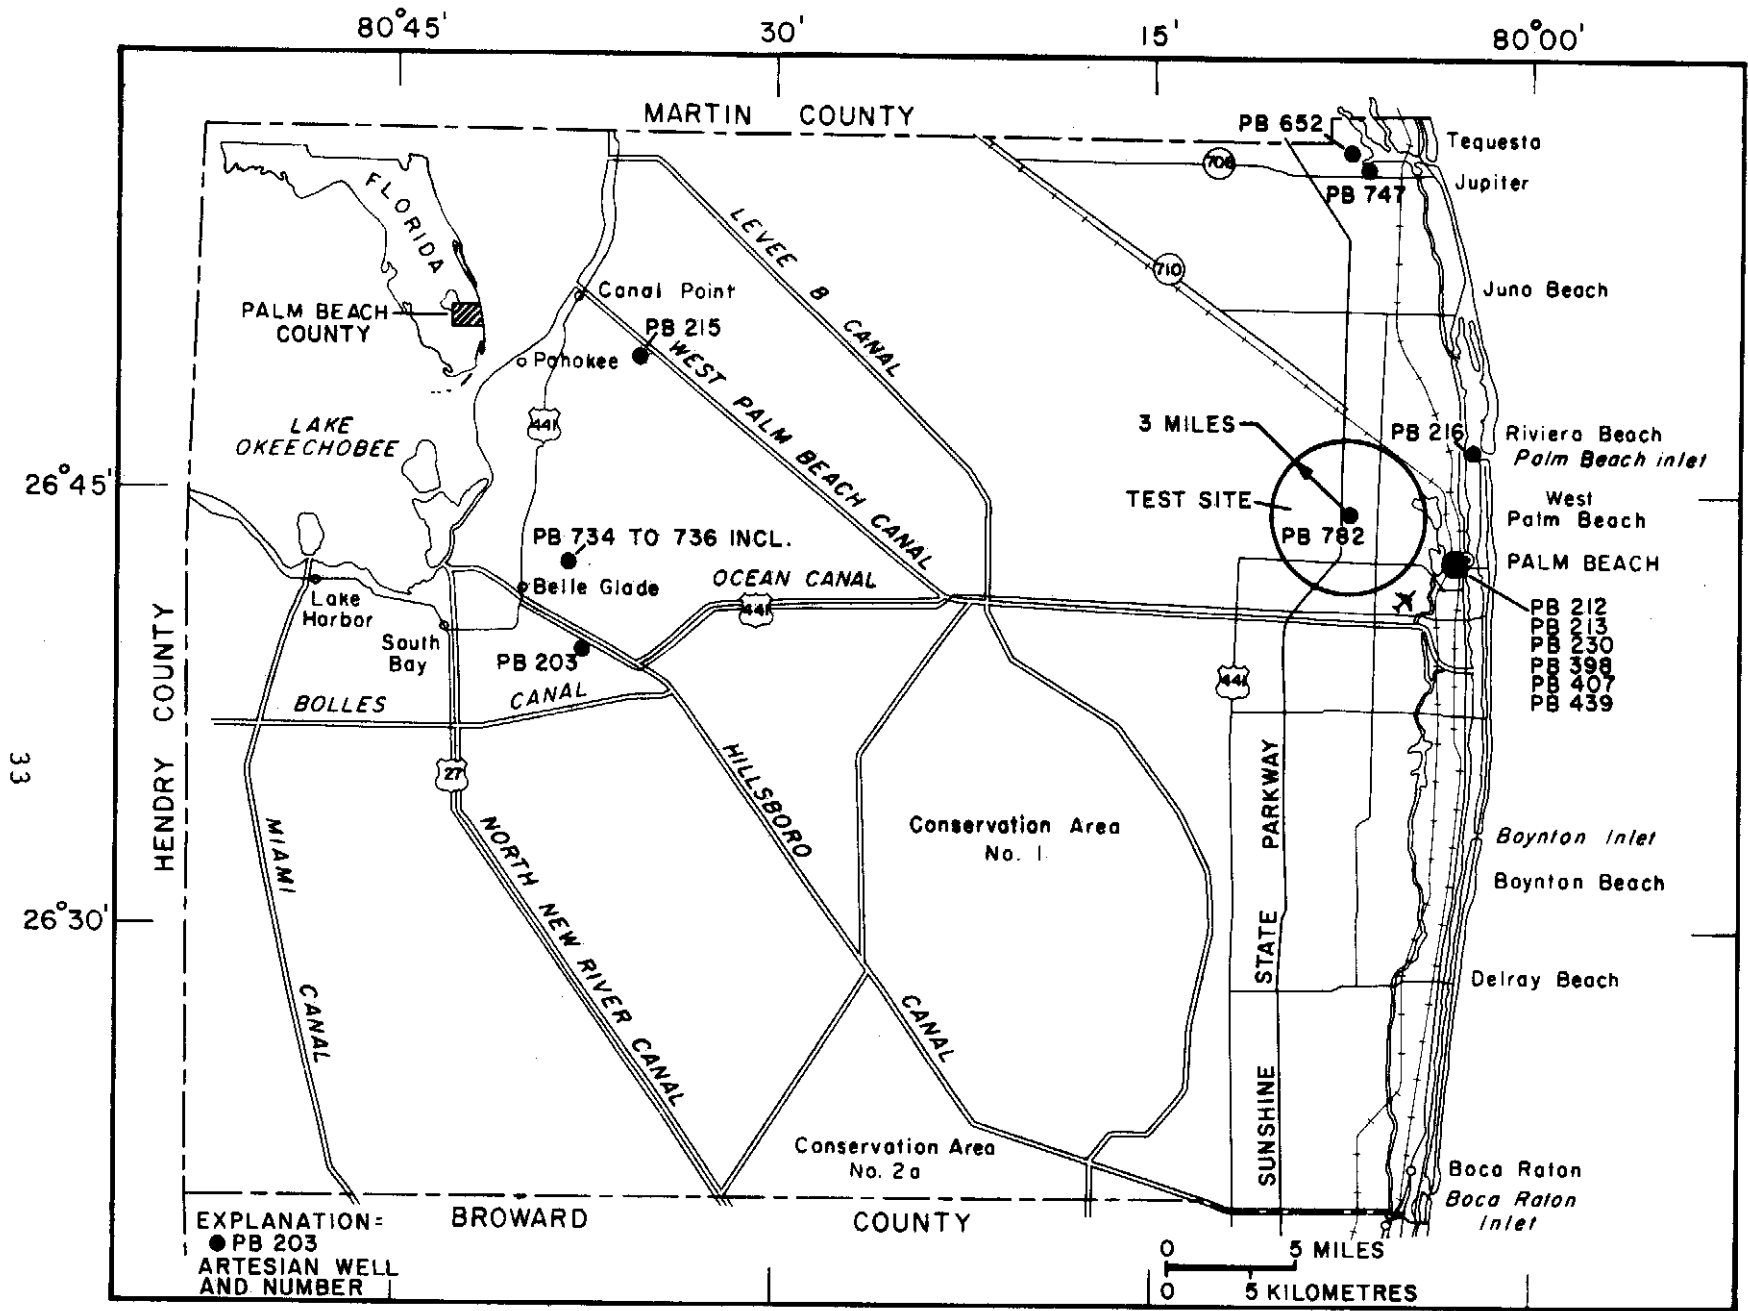 80°45'
30'
15'
80°00'
MARTIN COUNTY
PB 652
Tequesta
706
Jupiter
PB 747
FLORIDA
LEVEE 8 CANAL
710
Canal Point
Juno Beach
PALM BEACH
COUNTY
PB 215
Pahokee
WEST PALM BEACH CANAL
441
LAKE
OKEECHOBEE
3 MILES
PB 216
Riviera Beach
Palm Beach inlet
26°45'
TEST SITE
West
Palm Beach
PB 782
PB 734 TO 736 INCL.
PALM BEACH
Belle Glade
OCEAN CANAL
441
Lake
Harbor
PB 212
PB 213
PB 230
PB 398
PB 407
PB 439
South
Bay
PB 203
441
BOLLES CANAL
HENDRY COUNTY
33
27
HILLSBORO CANAL
SUNSHINE STATE PARKWAY
MIAMI CANAL
NORTH NEW RIVER CANAL
Conservation Area
No. 1
Boynton Inlet
Boynton Beach
26°30'
Delray Beach
Conservation Area
No. 2a
Boca Raton
Boca Raton
Inlet
BROWARD COUNTY
EXPLANATION=
PB 203
ARTESIAN WELL
AND NUMBER
0 5 MILES
0 5 KILOMETRES